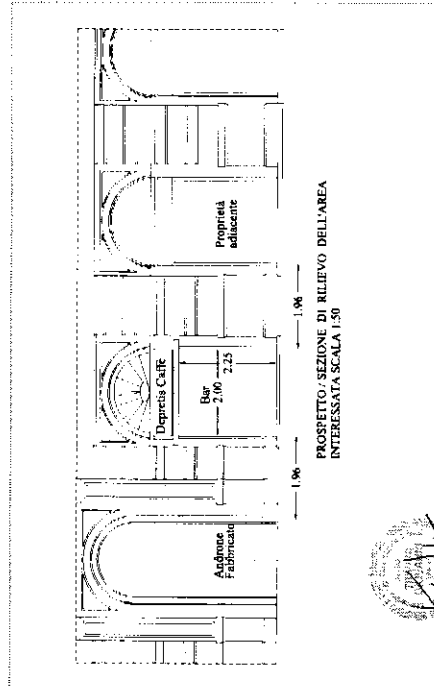 Androne
Fabbricato
1.96
Depretis Caffè
Bar
2.00
2.25
1.96
Proprietà
adiacente
PROSPETTO / SEZIONE DI RILIEVO DELL'AREA
INTERESSATA SCALA 1:50